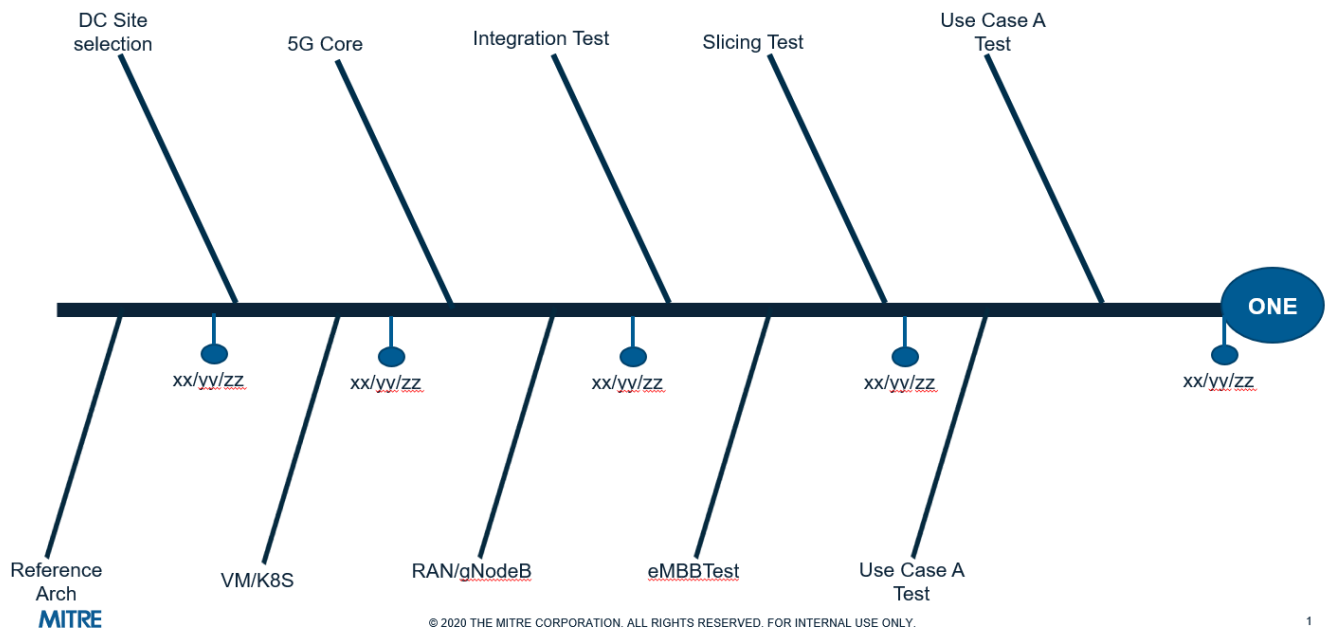 DC Site
selection
5G Core
Integration Test
Slicing Test
Use Case A
Test
ONE
xx/yy/zz
xx/yy/zz
xx/yy/zz
xx/yy/zz
xx/yy/zz
Reference
Arch
VM/K8S
RAN/gNodeB
eMBBTest
Use Case A
Test
MITRE
© 2020 THE MITRE CORPORATION. ALL RIGHTS RESERVED. FOR INTERNAL USE ONLY.
1